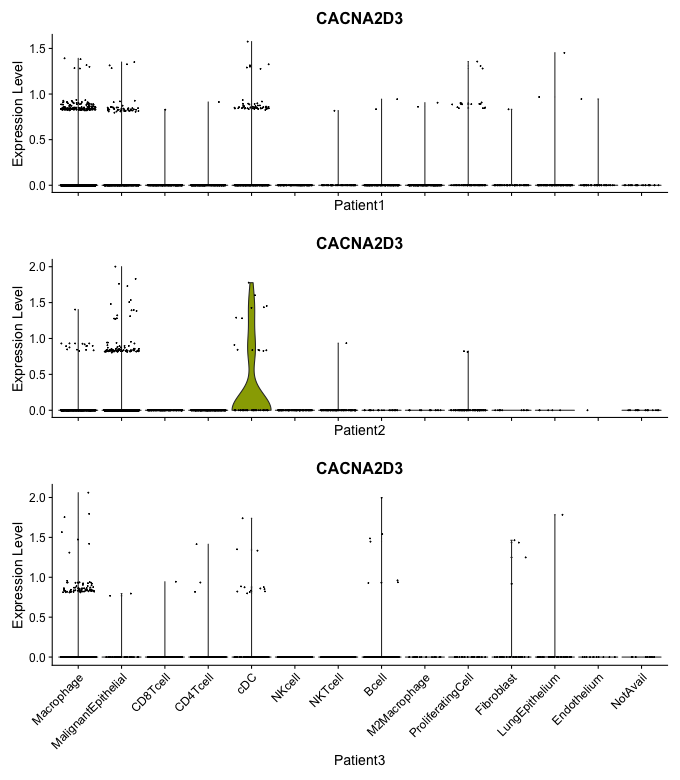 CACNA2D3
Expression Level
1.5
1.0
0.5
0.0
Patient1
CACNA2D3
Expression Level
2.0
1.5
1.0
0.5
0.0
Patient2
CACNA2D3
Expression Level
2.0
1.5
1.0
0.5
0.0
Macrophage
MalignantEpithelial
CD8Tcell
CD4Tcell
cDC
NKcell
NKTcell
Bcell
M2Macrophage
ProliferatingCell
Fibroblast
LungEpithelium
Endothelium
NotAvail
Patient3